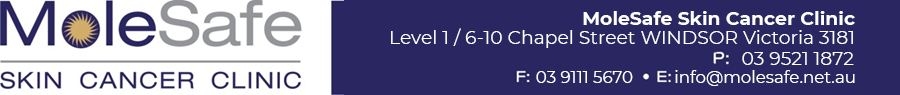 MoleSafe
SKIN CANCER CLINIC
MoleSafe Skin Cancer Clinic
Level 1 / 6-10 Chapel Street WINDSOR Victoria 3181
P: 03 9521 1872
F: 03 9111 5670 • E: info@molesafe.net.au